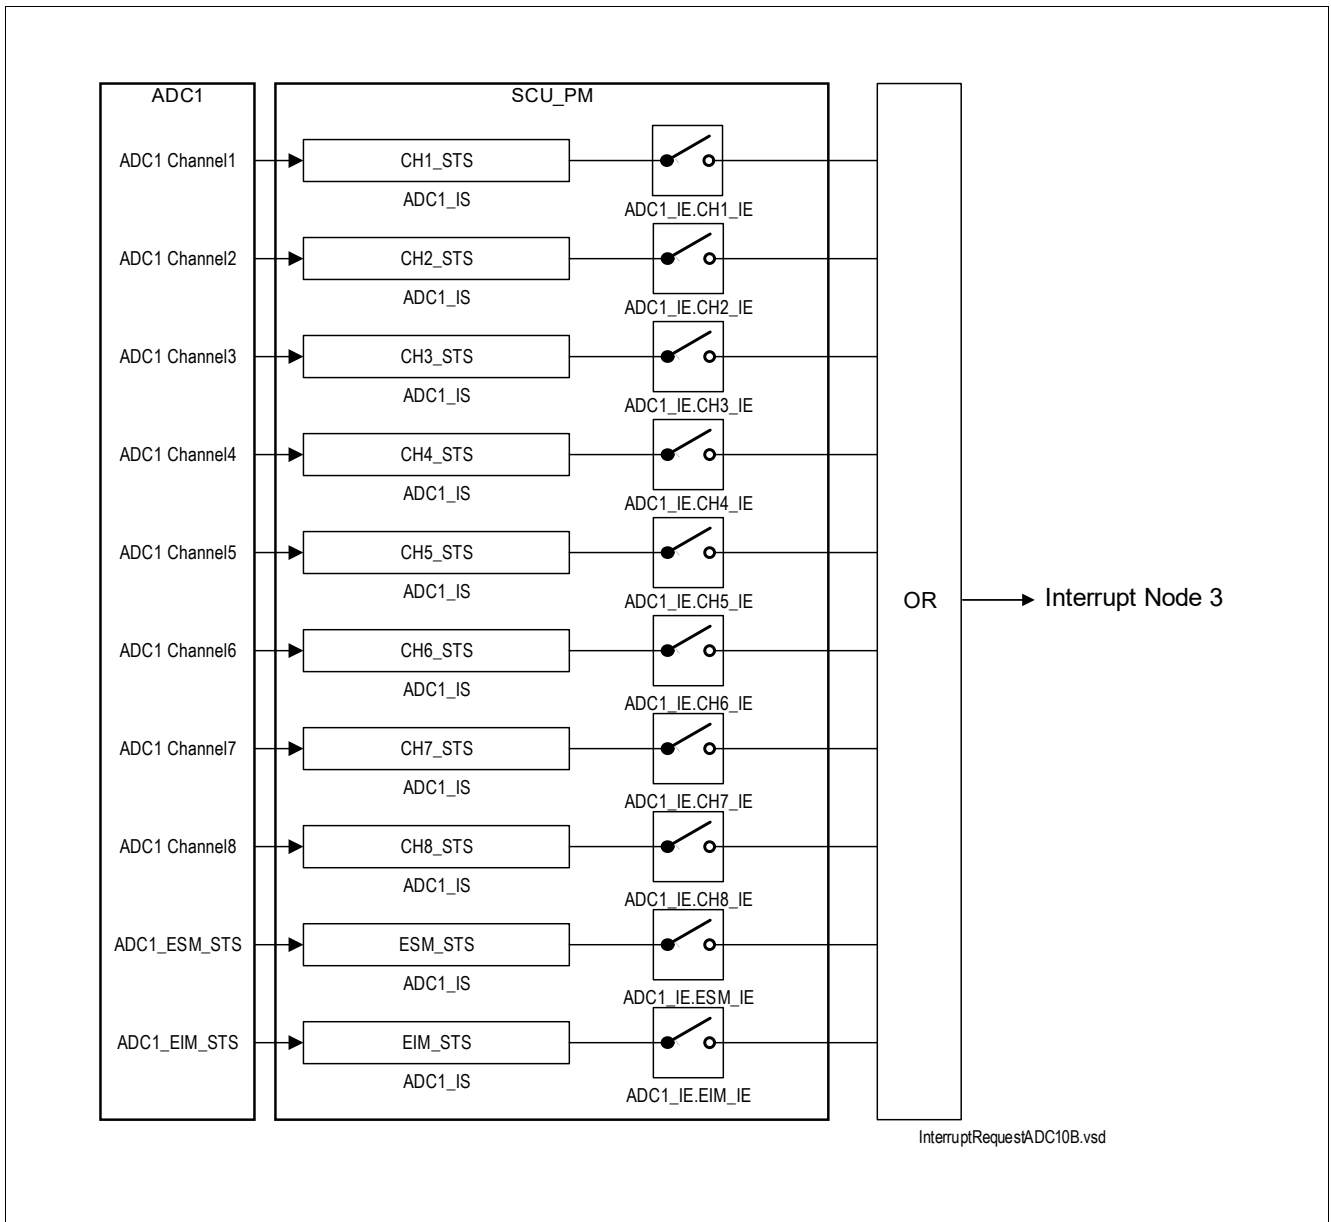 ADC1
SCU_PM
ADC1 Channel1
CH1_STS
ADC1_IS
ADC1_IE.CH1_IE
ADC1 Channel2
CH2_STS
ADC1_IS
ADC1_IE.CH2_IE
ADC1 Channel3
CH3_STS
ADC1_IS
ADC1_IE.CH3_IE
ADC1 Channel4
CH4_STS
ADC1_IS
ADC1_IE.CH4_IE
ADC1 Channel5
CH5_STS
ADC1_IS
ADC1_IE.CH5_IE
OR
Interrupt Node 3
ADC1 Channel6
CH6_STS
ADC1_IS
ADC1_IE.CH6_IE
ADC1 Channel7
CH7_STS
ADC1_IS
ADC1_IE.CH7_IE
ADC1 Channel8
CH8_STS
ADC1_IS
ADC1_IE.CH8_IE
ADC1_ESM_STS
ESM_STS
ADC1_IS
ADC1_IE.ESM_IE
ADC1_EIM_STS
EIM_STS
ADC1_IS
ADC1_IE.EIM_IE
InterruptRequestADC10B.vsd